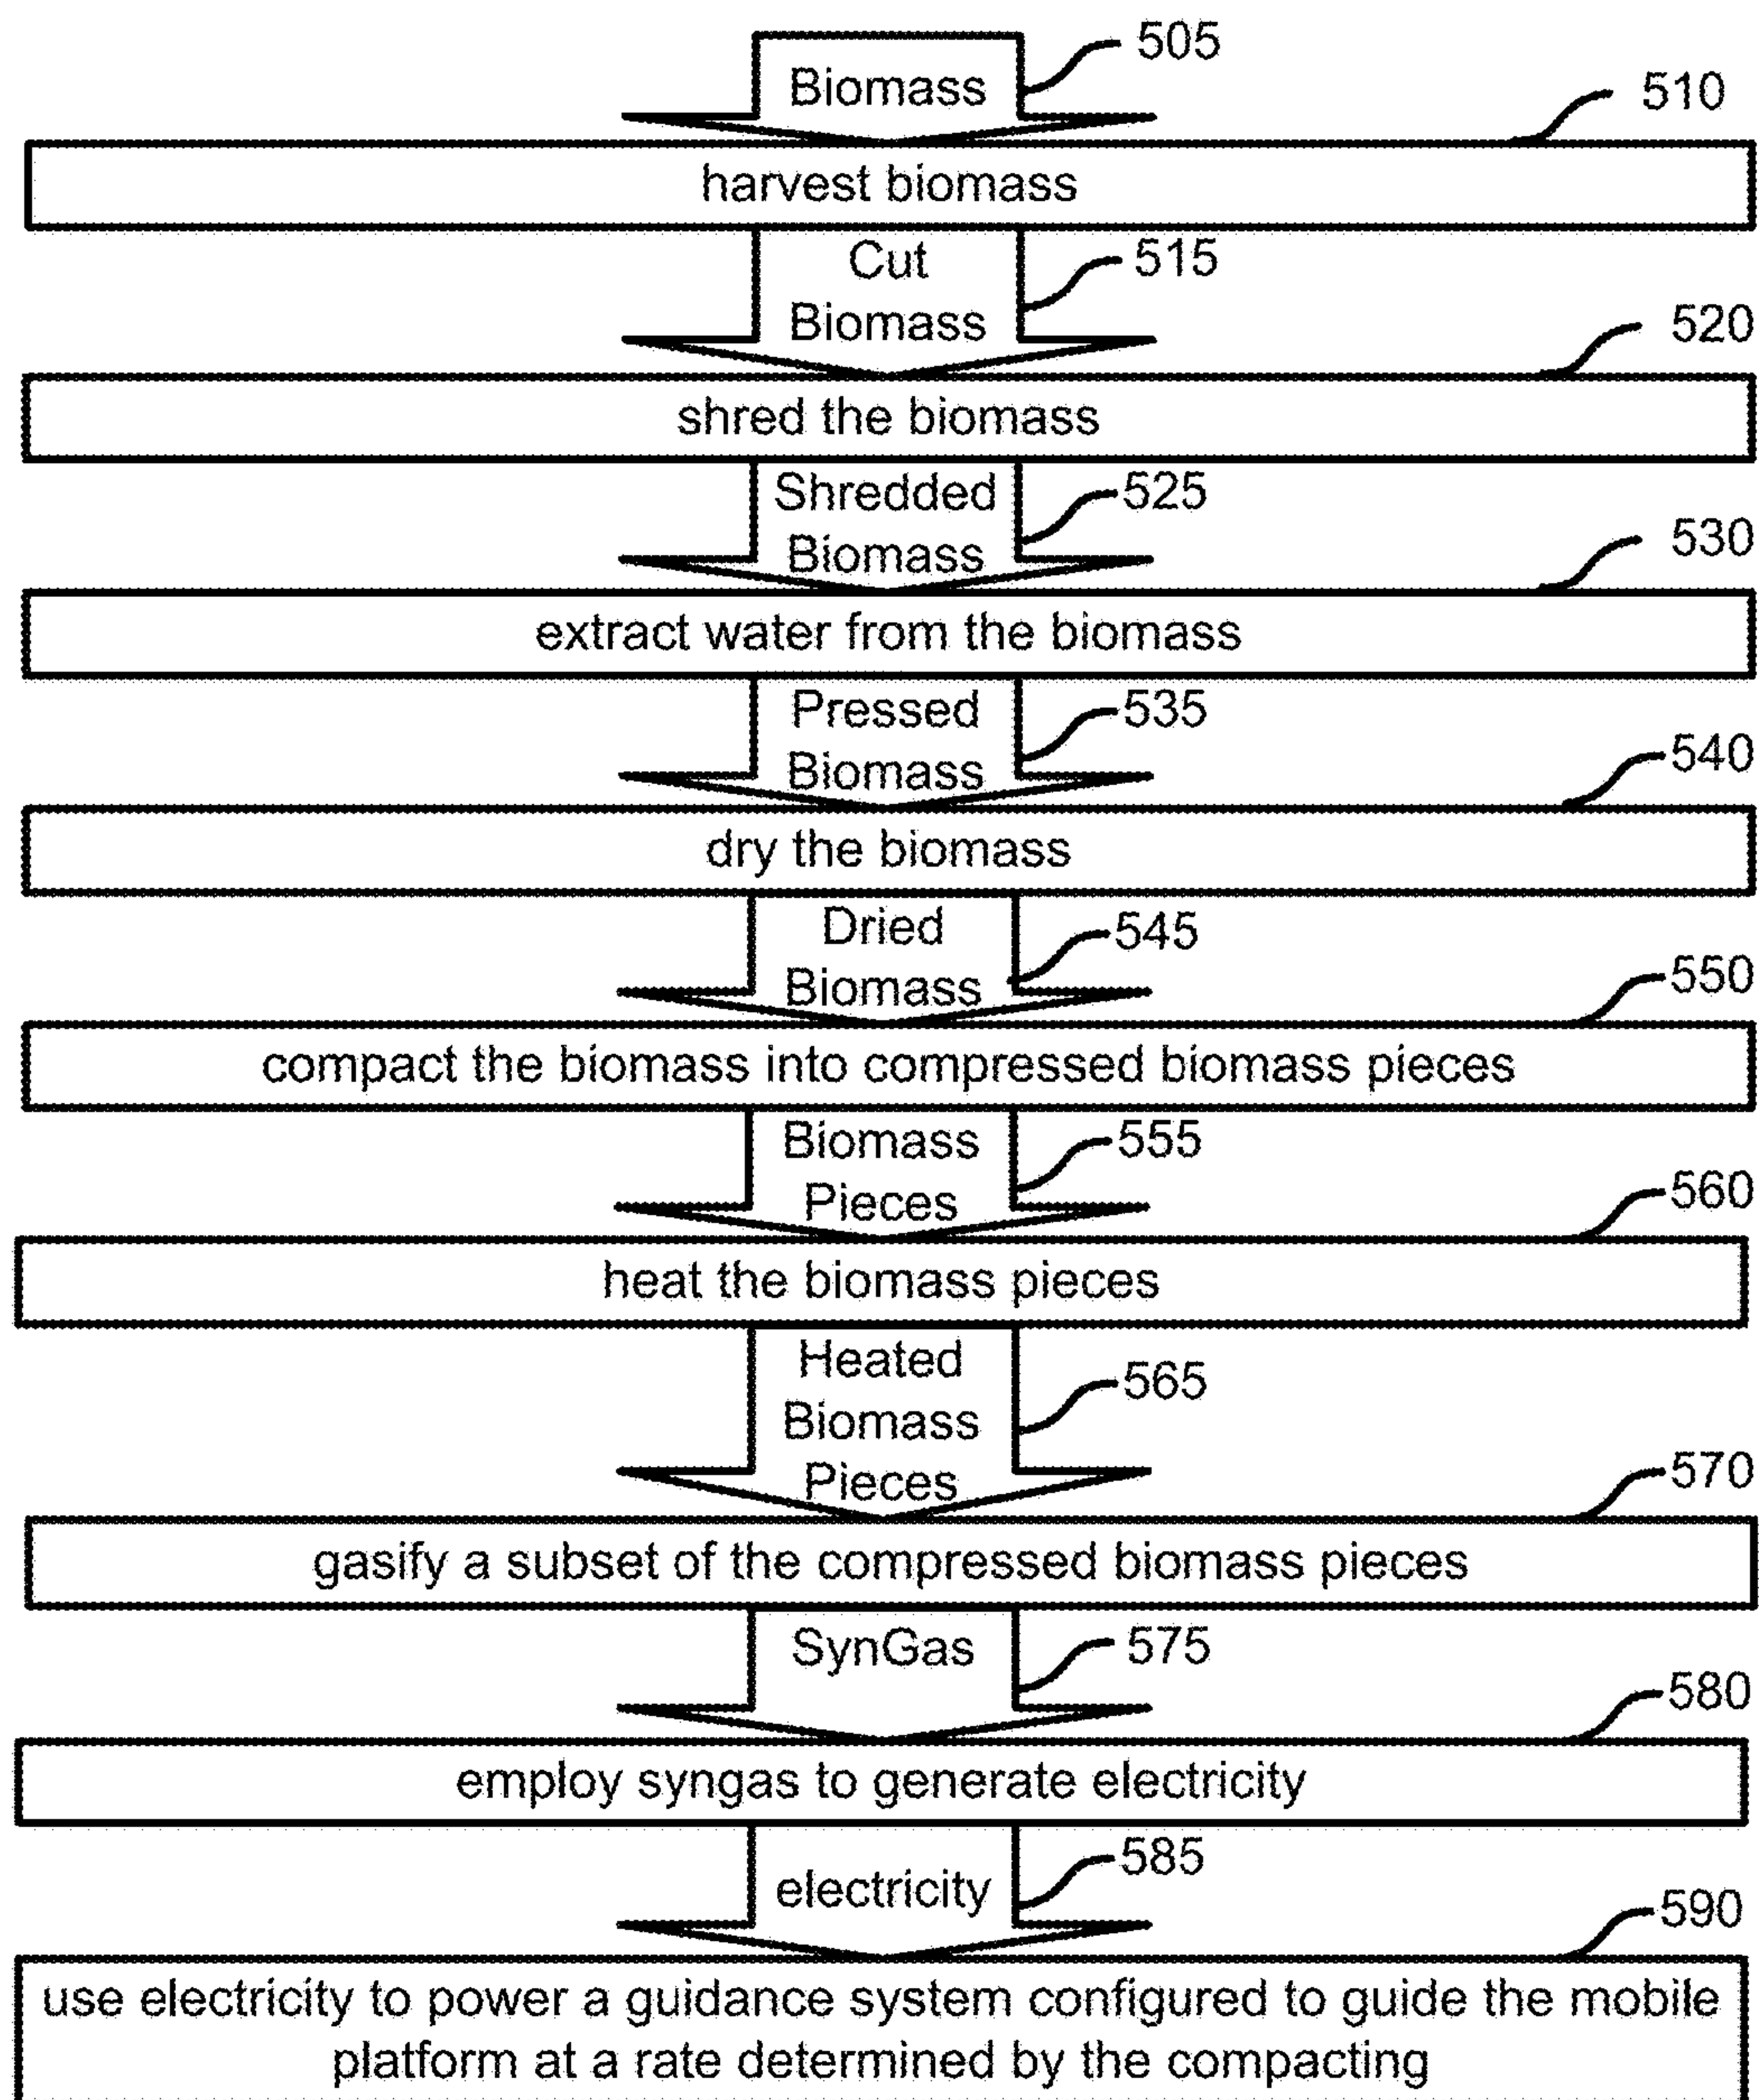 Biomass
505
510
harvest biomass
Cut
Biomass
515
520
shred the biomass
Shredded
Biomass
525
530
extract water from the biomass
Pressed
Biomass
535
540
dry the biomass
Dried
Biomass
545
550
compact the biomass into compressed biomass pieces
Biomass
Pieces
555
560
heat the biomass pieces
Heated
Biomass
Pieces
565
570
gasify a subset of the compressed biomass pieces
SynGas
575
580
employ syngas to generate electricity
electricity
585
590
use electricity to power a guidance system configured to guide the mobile
platform at a rate determined by the compacting